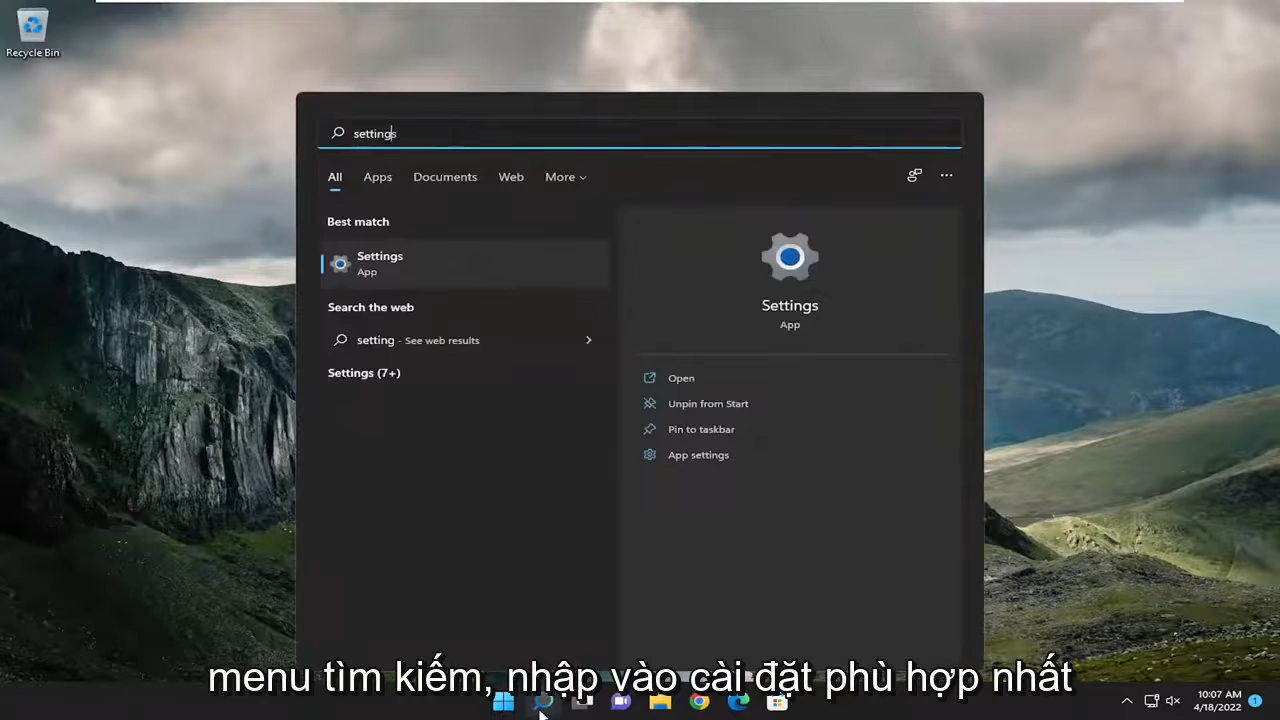 Recycle Bin
settings
All Apps Documents Web More
Best match
Settings
App
Search the web
setting - See web results
Settings (7+)
Settings
App
Open
Unpin from Start
Pin to taskbar
App settings
menu tìm kiếm, nhập vào cài đặt phù hợp nhất
10:07 AM
4/18/2022
1